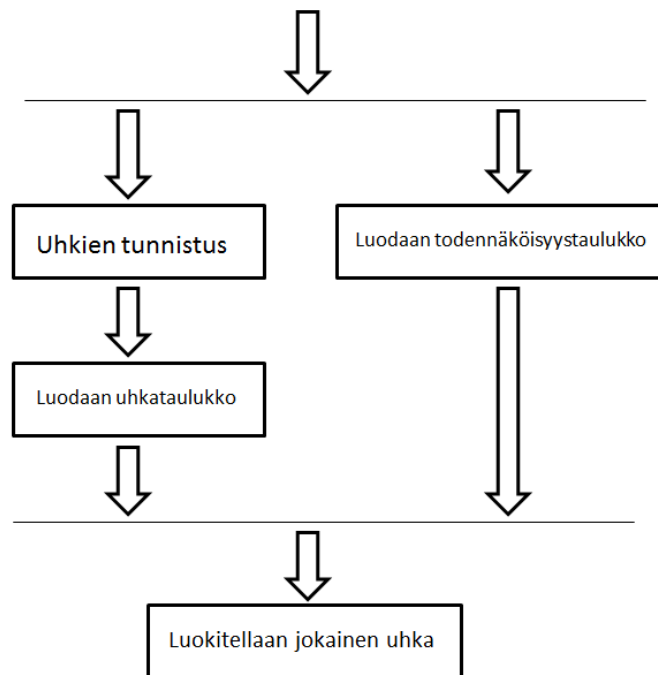 Uhkien tunnistus
Luodaan todennäköisyystaulukko
Luodaan uhkataulukko
Luokitellaan jokainen uhka